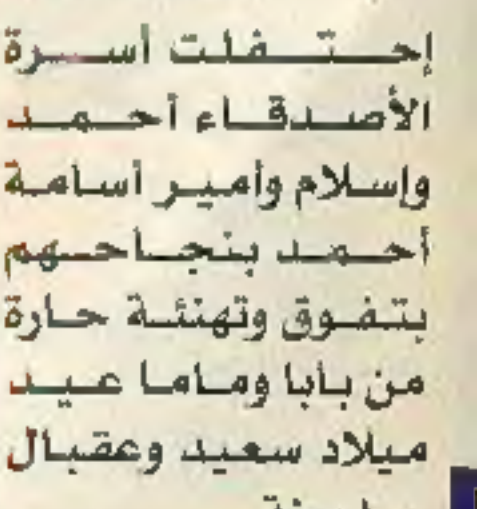 إحتفلت أسرة
الأصدقاء أحمد
وإسلام وأمير أسامة
أحمد بنجاحهم
بتفوق وتهنئة حارة
من بابا وماما عيد
ميلاد سعيد وعقبال